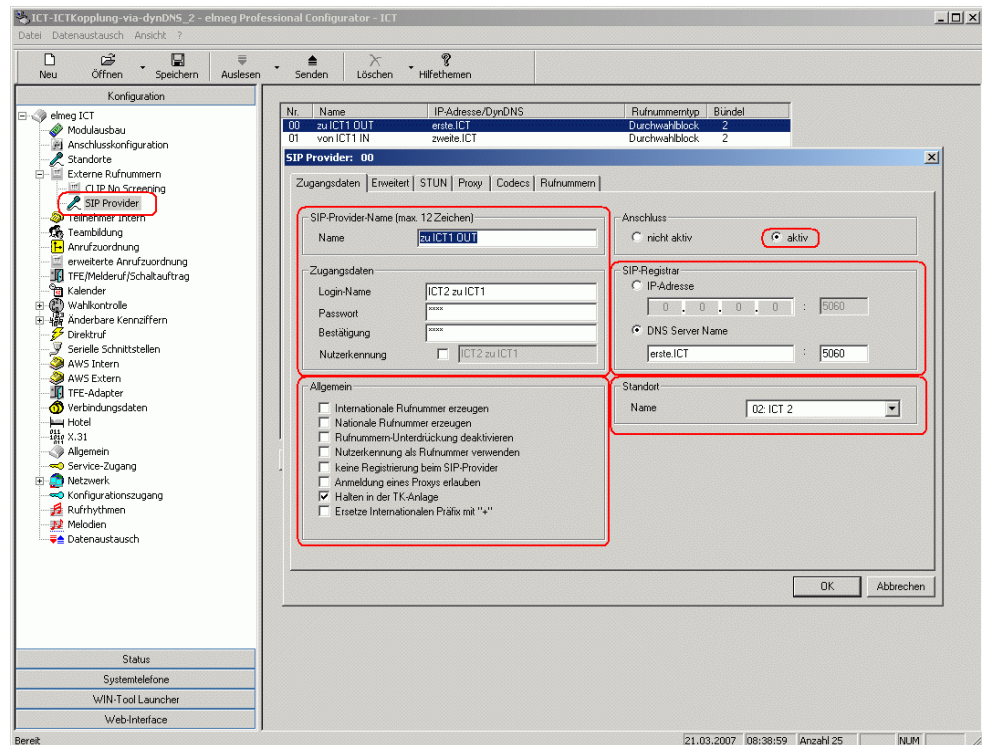 ICT-ICTKopplung-via-dynDNS_2 - elmeg Professional Configurator - ICT
Datei Datenaustausch Ansicht ?
Neu Öffnen Speichern Auslesen Senden Löschen Hilfethemen
Konfiguration
elmeg ICT
Modulausbau
Anschlusskonfiguration
Standorte
Externe Rufnummern
CLIP No Screening
SIP Provider
Teilnehmer Intern
Teambildung
Anrufzuordnung
erweiterte Anrufzuordnung
TFE/Melderuf/Schaltauftrag
Kalender
Wahlkontrolle
Änderbare Kennziffern
Direktruf
Serielle Schnittstellen
AWS Intern
AWS Extern
TFE-Adapter
Verbindungsdaten
Hotel
X.31
Allgemein
Service-Zugang
Netzwerk
Konfigurationszugang
Rufrhythmen
Melodien
Datenaustausch
Status
Systemtelefone
WIN-Tool Launcher
Web-Interface
Nr. Name IP-Adresse/DynDNS Rufnummerntyp Bündel
00 zu ICT1 OUT erste.ICT Durchwahlblock 2
01 von ICT1 IN zweite.ICT Durchwahlblock 2
SIP Provider: 00
Zugangsdaten Erweitert STUN Proxy Codecs Rufnummern
SIP-Provider-Name (max. 12 Zeichen)
Name zu ICT1 OUT
Zugangsdaten
Login-Name ICT2 zu ICT1
Passwort xxxx
Bestätigung xxxx
Nutzerkennung ICT2 zu ICT1
Allgemein
Internationale Rufnummer erzeugen
Nationale Rufnummer erzeugen
Rufnummern-Unterdrückung deaktivieren
Nutzerkennung als Rufnummer verwenden
keine Registrierung beim SIP-Provider
Anmeldung eines Proxys erlauben
Halten in der TK-Anlage
Ersetze Internationalen Präfix mit "+"
Anschluss
nicht aktiv aktiv
SIP-Registrar
IP-Adresse
0 . 0 . 0 . 0 : 5060
DNS Server Name
erste.ICT : 5060
Standort
Name 02: ICT 2
OK Abbrechen
Bereit 21.03.2007 08:38:59 Anzahl 25 NUM